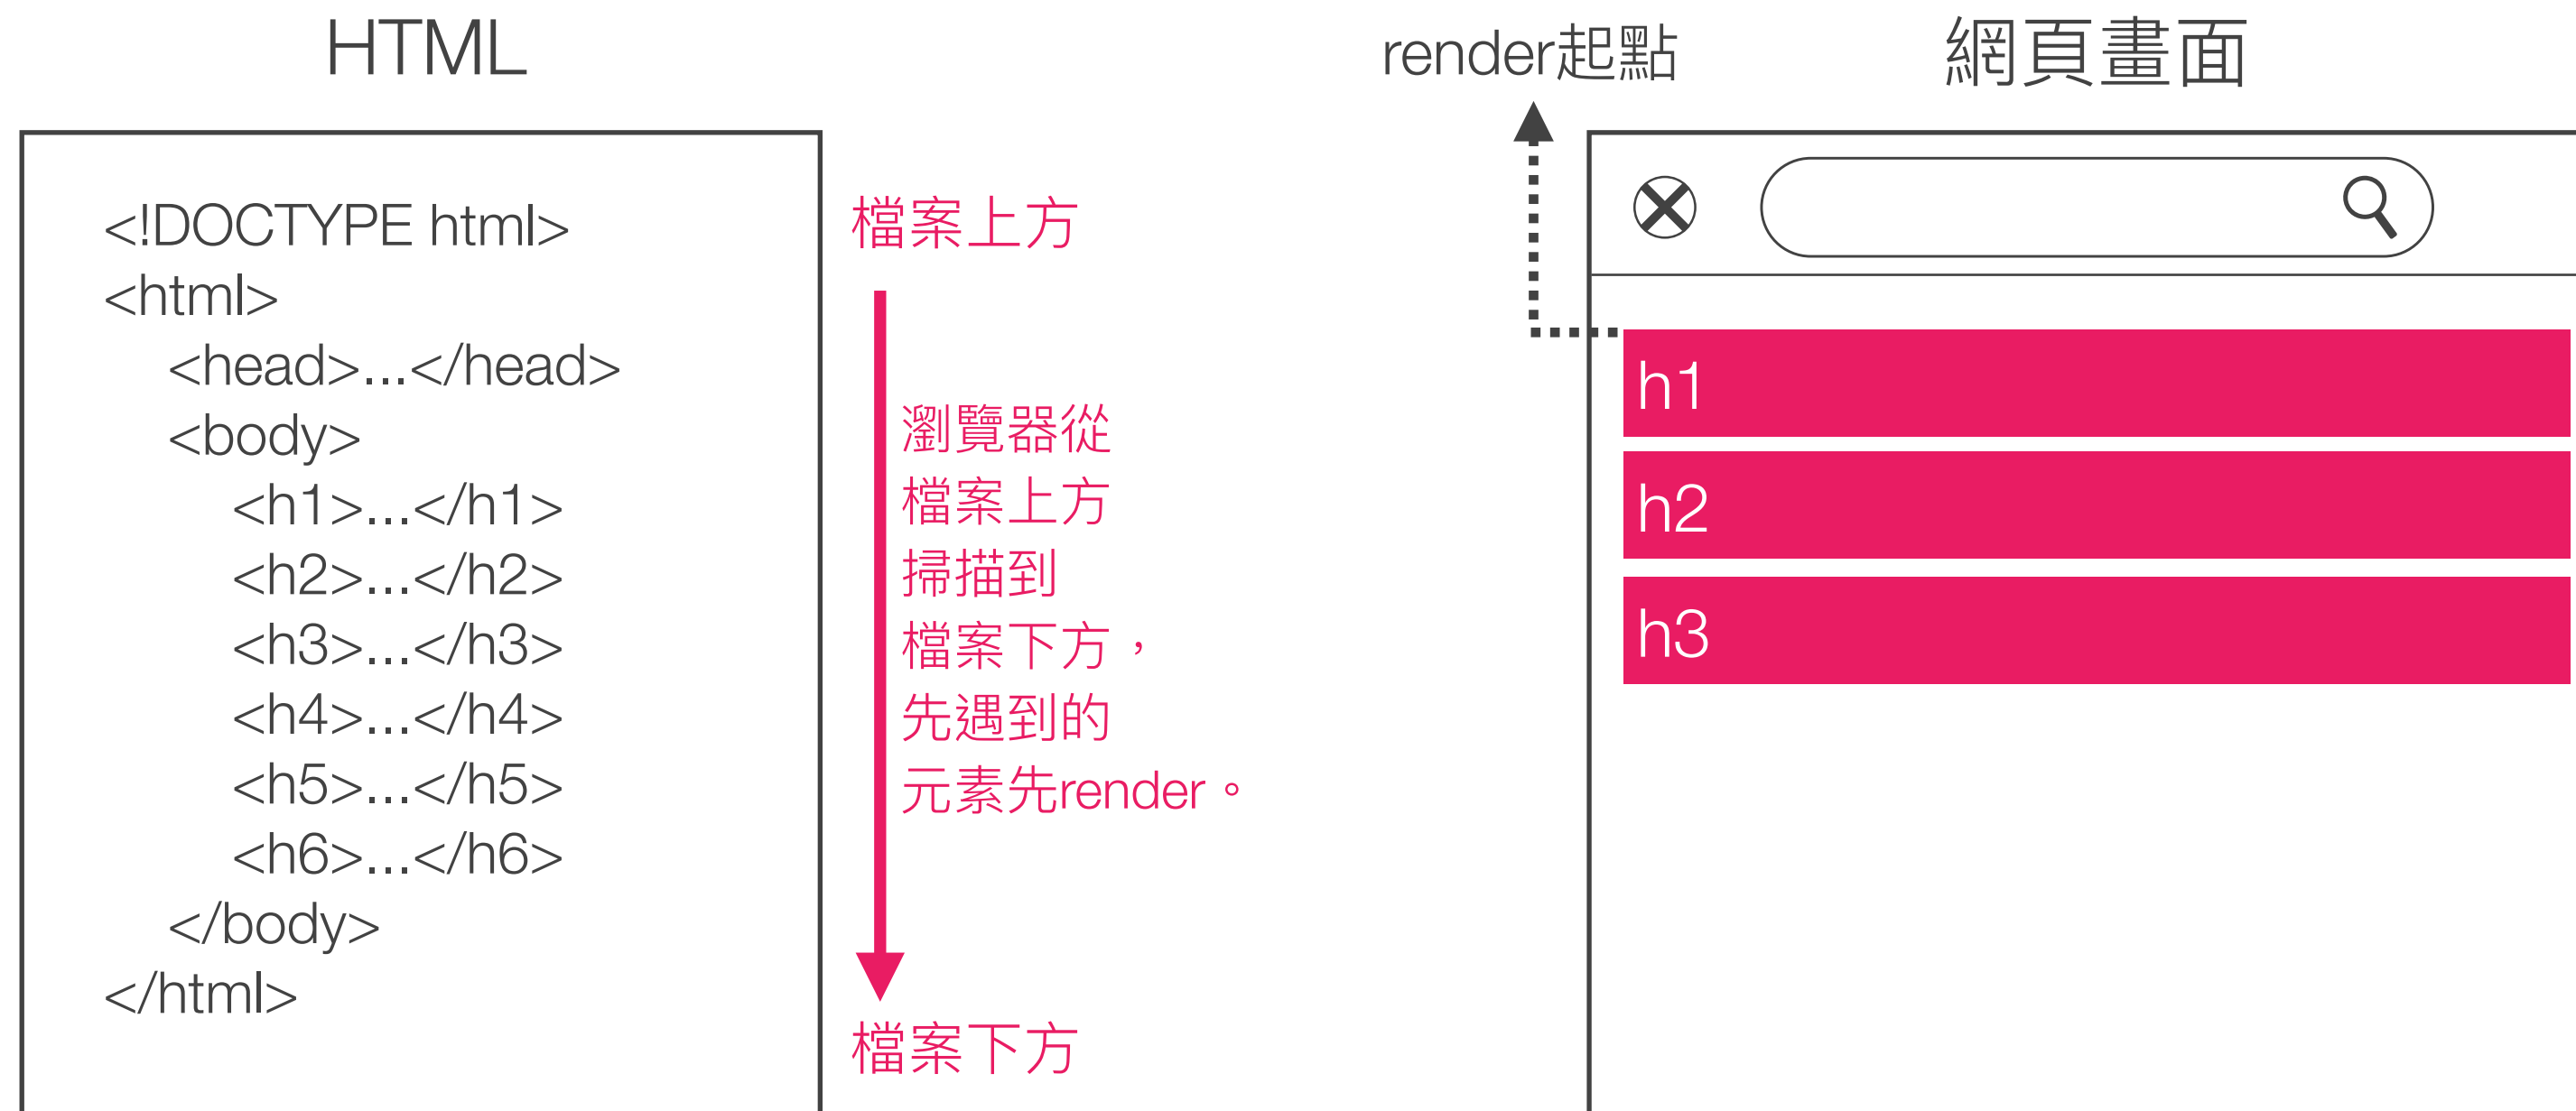 HTML
<!DOCTYPE html>
<html>
<head>...</head>
<body>
<h1>...</h1>
<h2>...</h2>
<h3>...</h3>
<h4>...</h4>
<h5>...</h5>
<h6>...</h6>
</body>
</html>
檔案上方
瀏覽器從
檔案上方
掃描到
檔案下方，
先遇到的
元素先render。
檔案下方
render起點
網頁畫面
h1
h2
h3